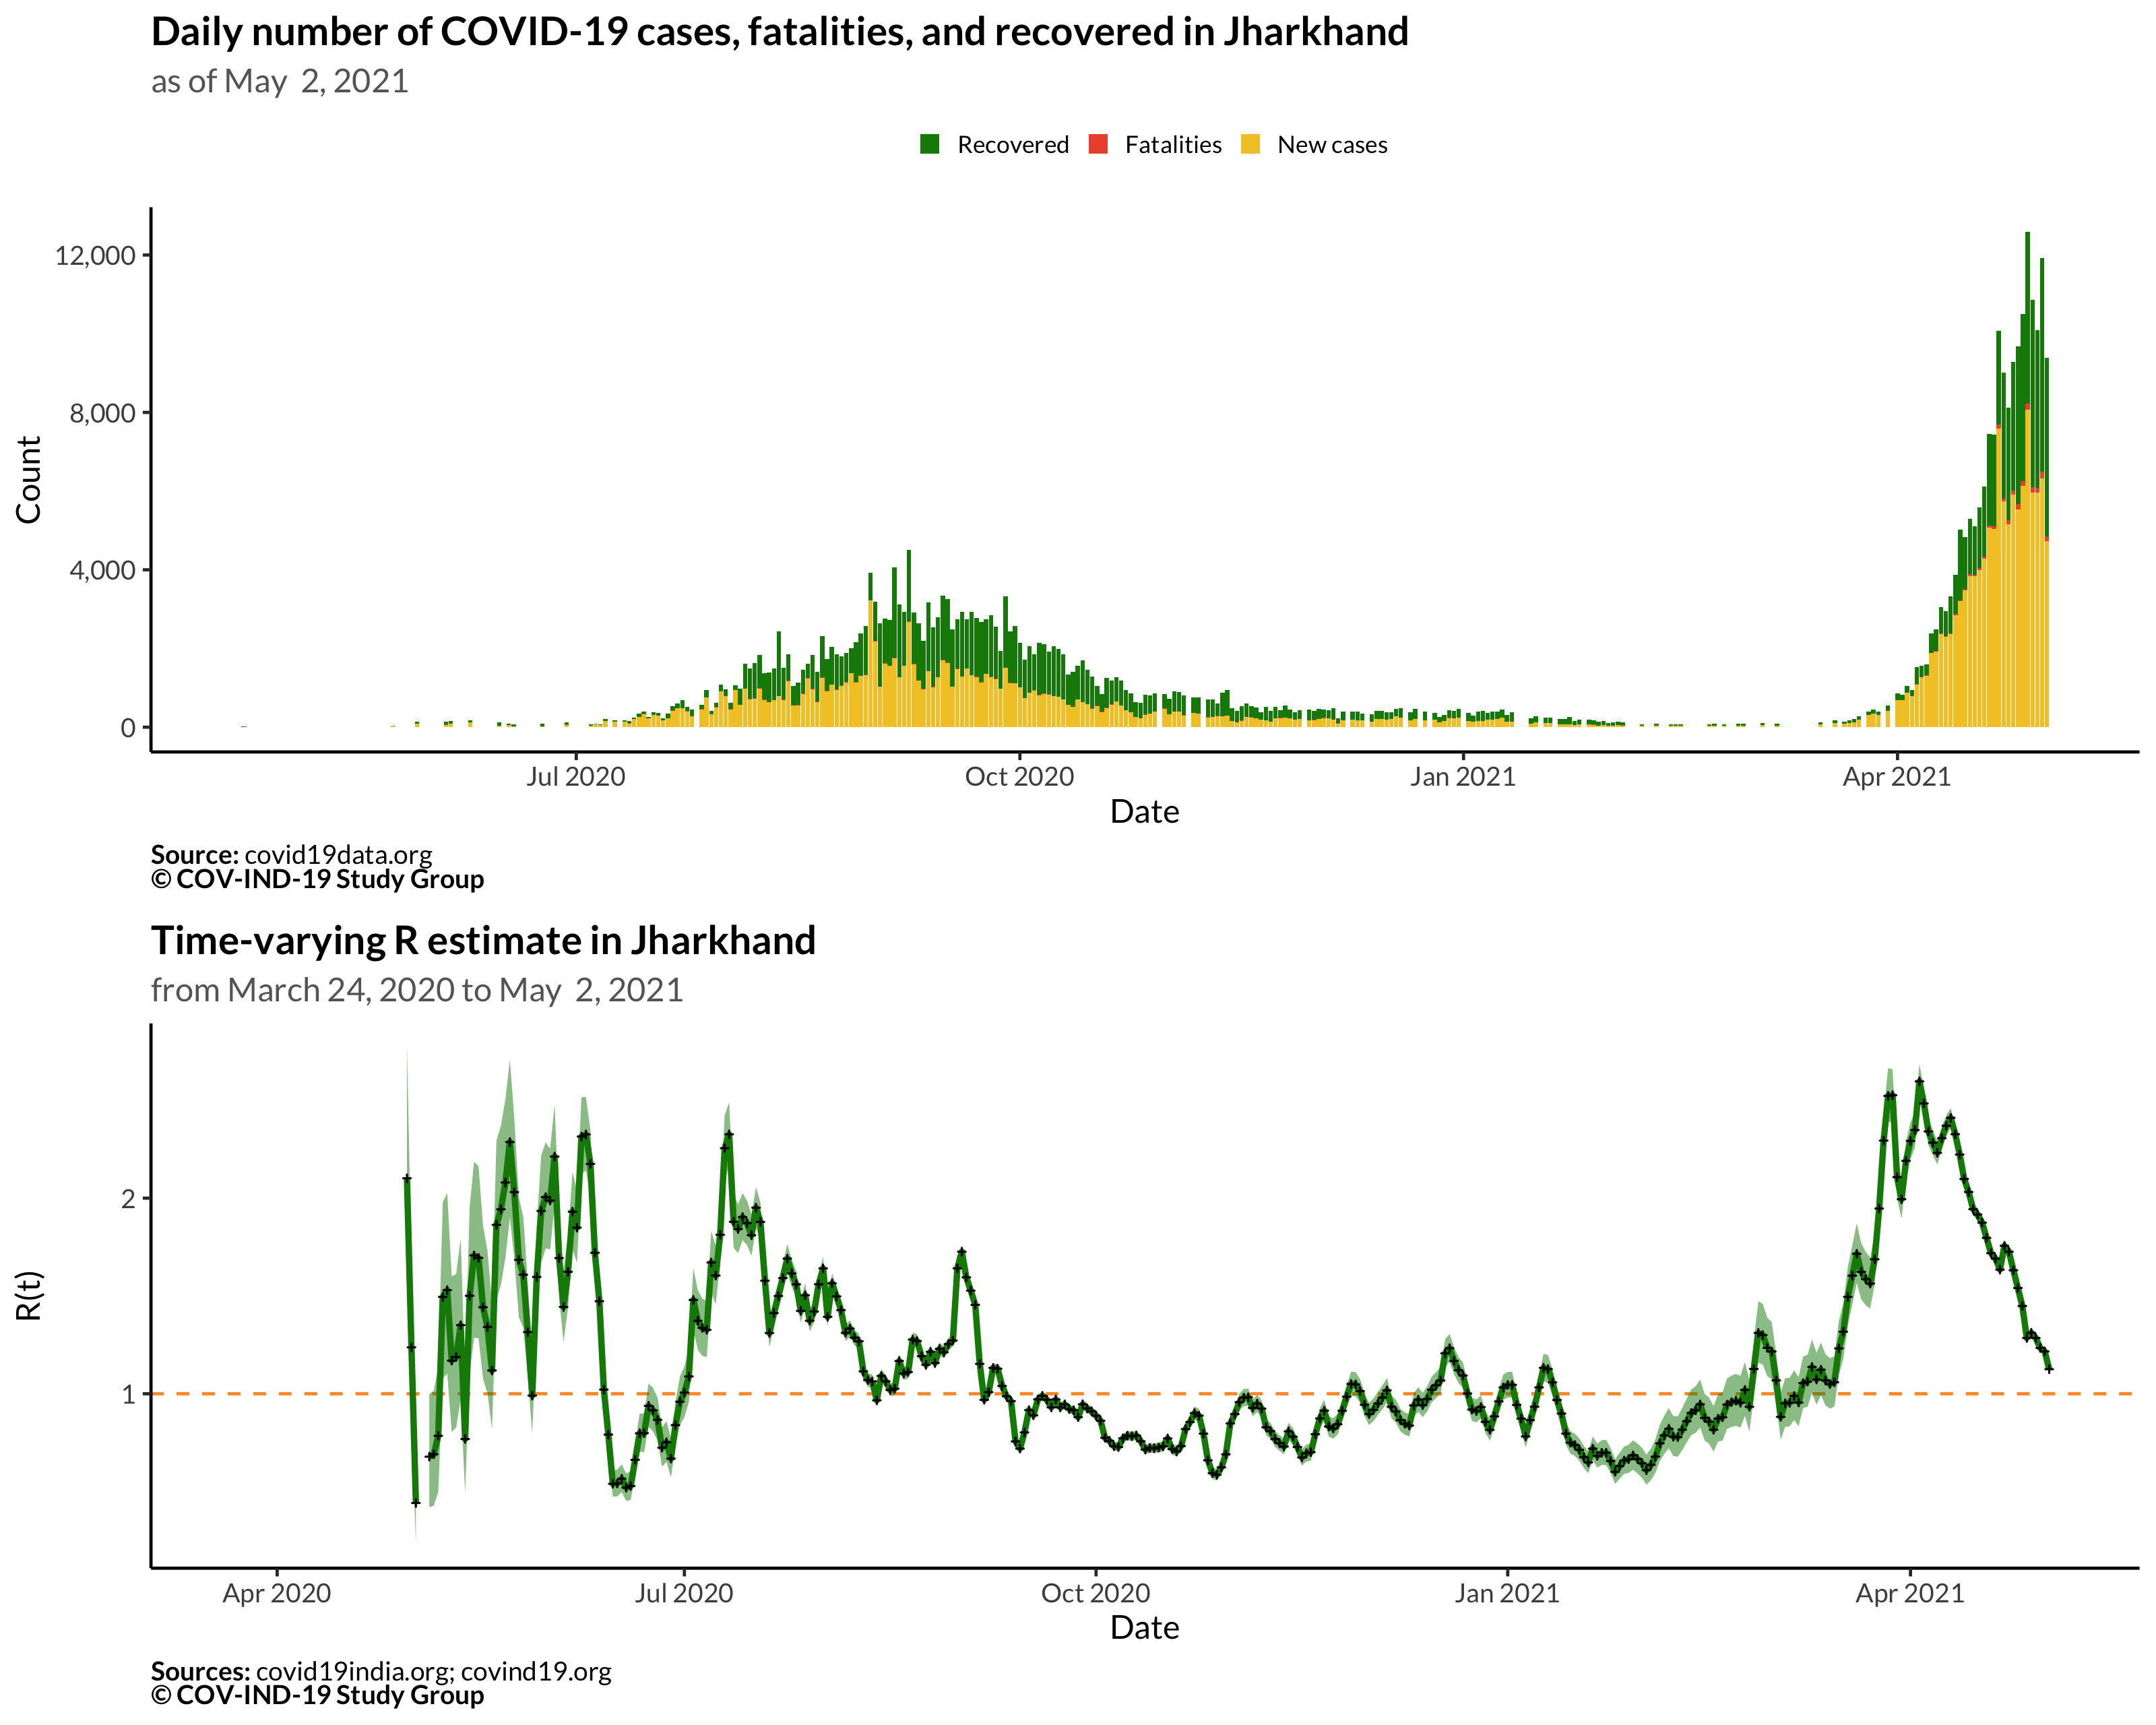 Daily number of COVID-19 cases, fatalities, and recovered in Jharkhand
as of May  2, 2021
Recovered Fatalities New cases
Count
12,000
8,000
4,000
0
Jul 2020 Oct 2020 Jan 2021 Apr 2021
Date
Source: covid19data.org
© COV-IND-19 Study Group
Time-varying R estimate in Jharkhand
from March 24, 2020 to May  2, 2021
R(t)
2
1
Apr 2020 Jul 2020 Oct 2020 Jan 2021 Apr 2021
Date
Sources: covid19india.org; covind19.org
© COV-IND-19 Study Group